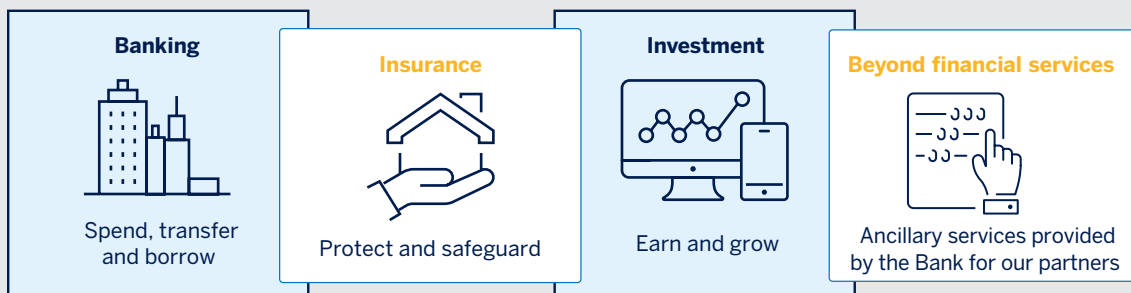 Banking
Spend, transfer
and borrow
Insurance
Protect and safeguard
Investment
Earn and grow
Beyond financial services
Ancillary services provided
by the Bank for our partners